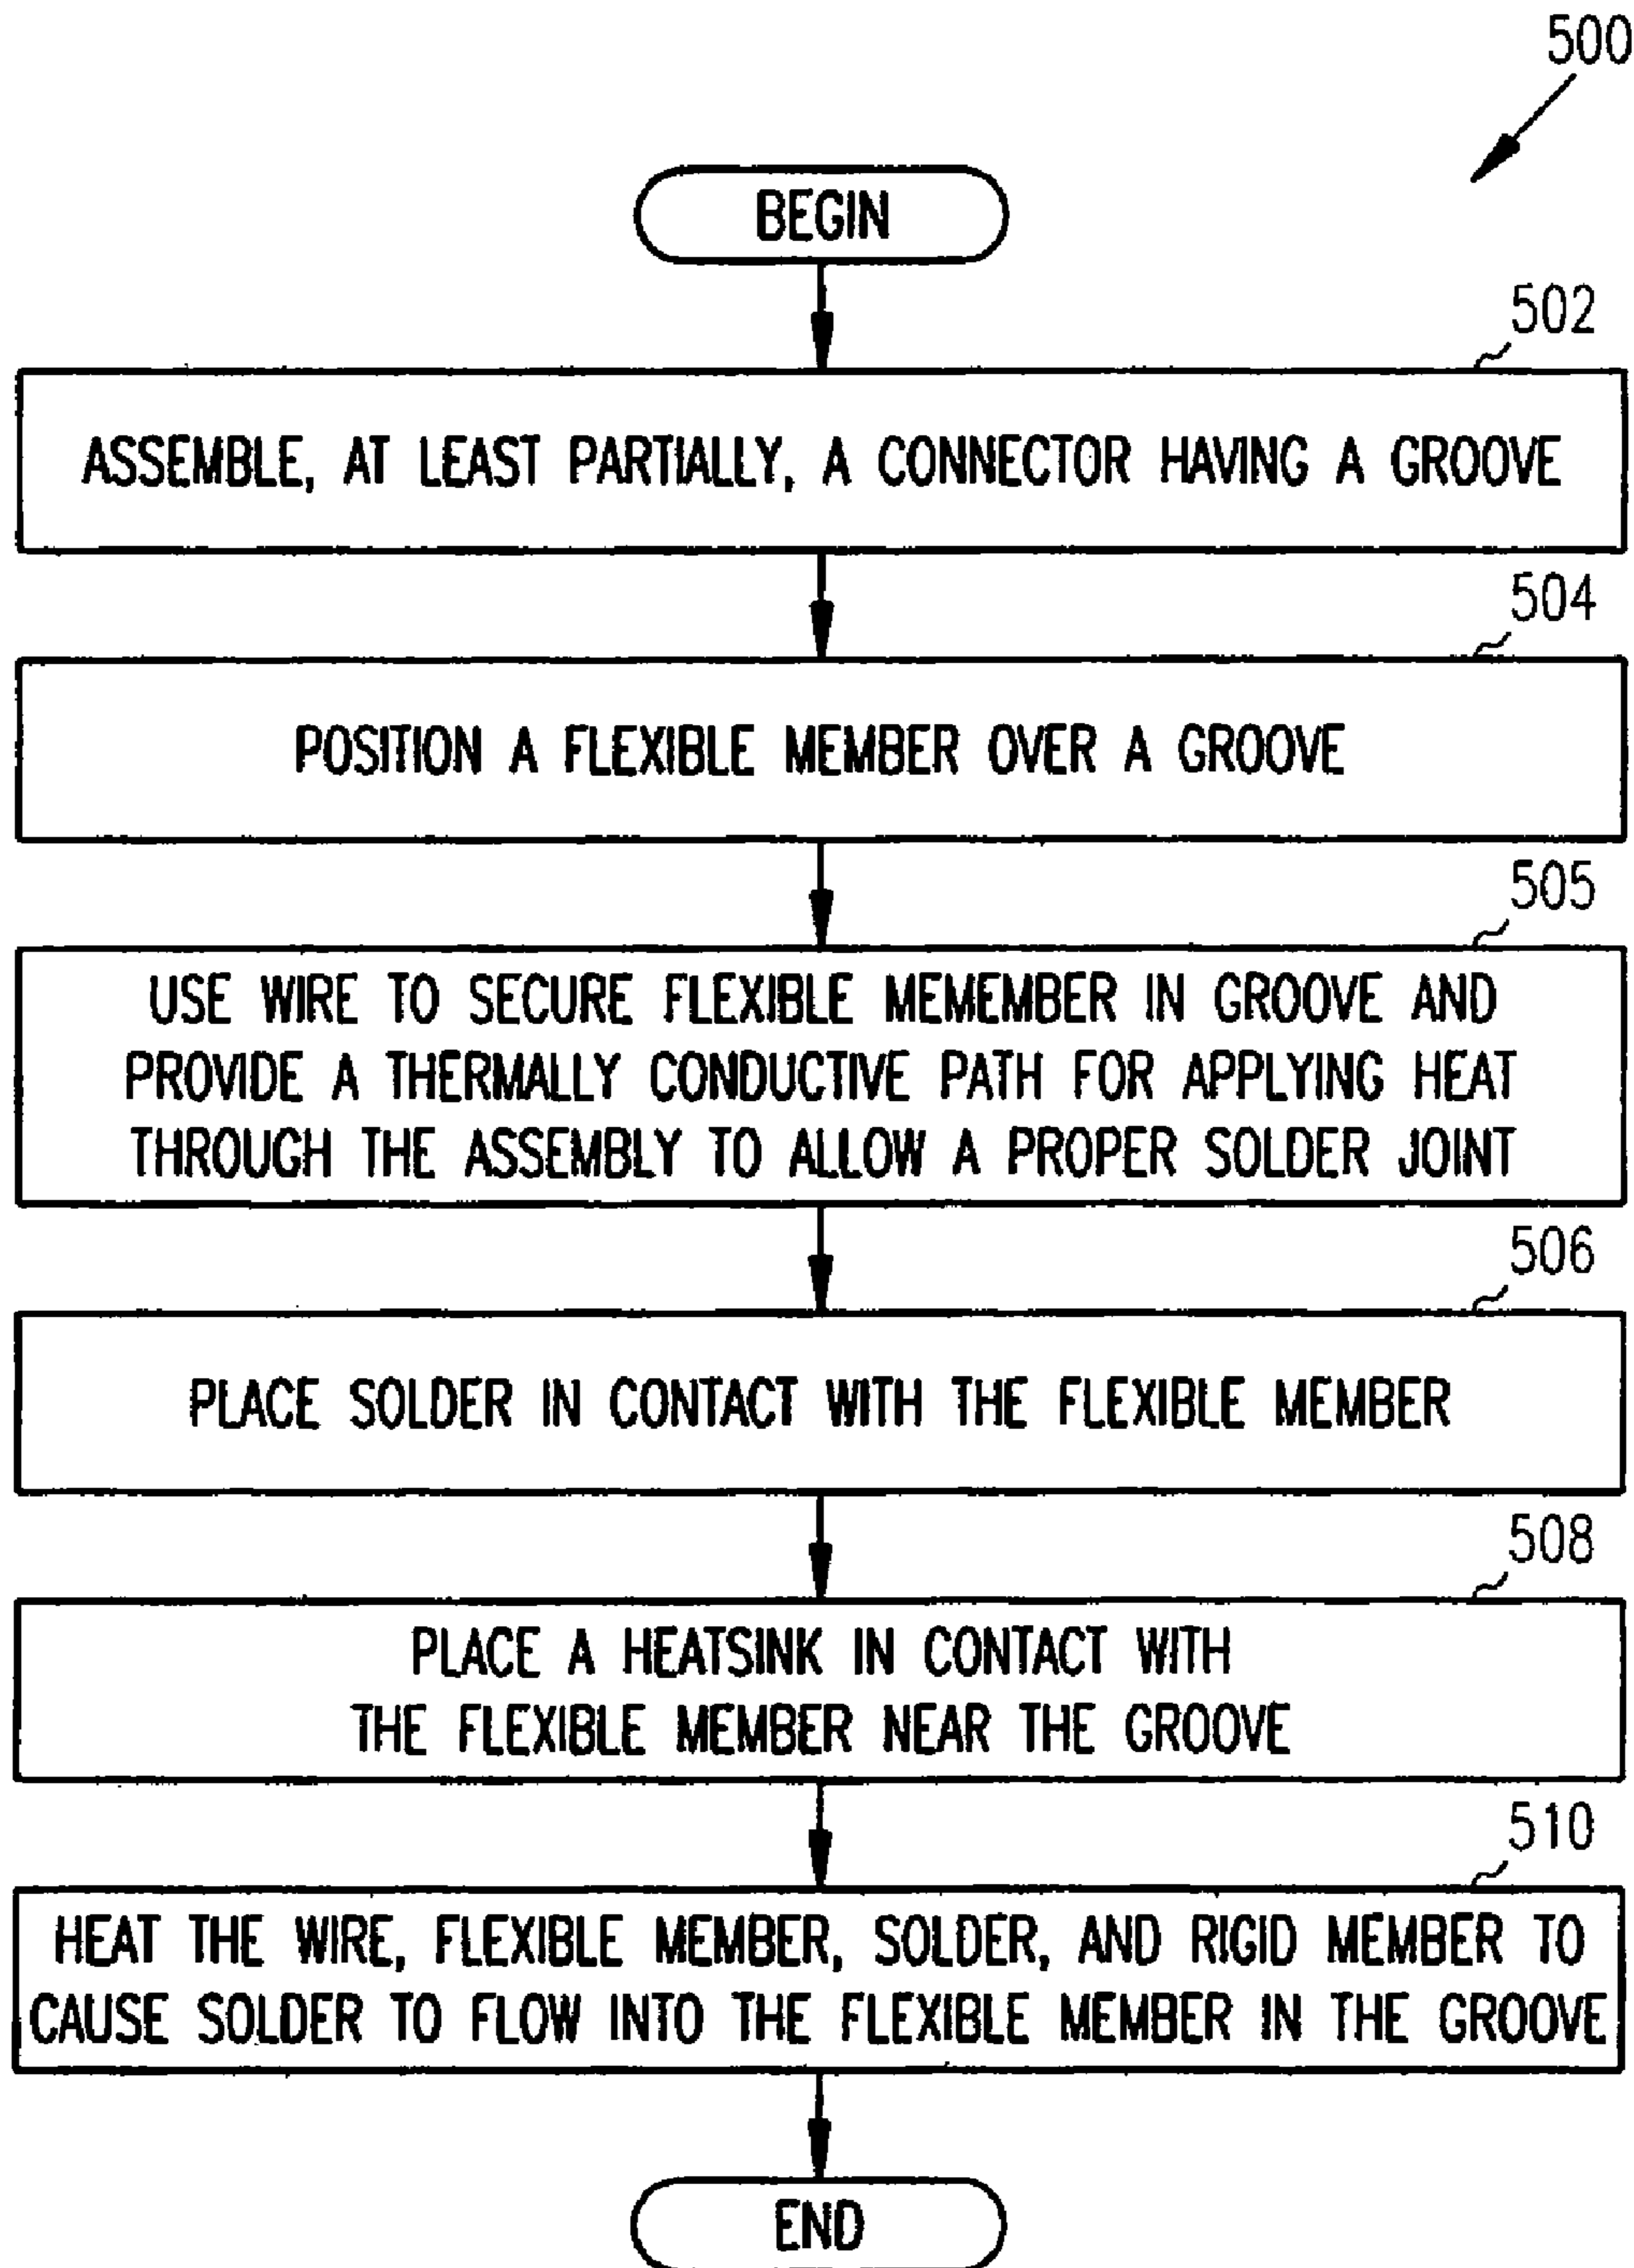 500
BEGIN
502
ASSEMBLE, AT LEAST PARTIALLY, A CONNECTOR HAVING A GROOVE
504
POSITION A FLEXIBLE MEMBER OVER A GROOVE
505
USE WIRE TO SECURE FLEXIBLE MEMEMBER IN GROOVE AND
PROVIDE A THERMALLY CONDUCTIVE PATH FOR APPLYING HEAT
THROUGH THE ASSEMBLY TO ALLOW A PROPER SOLDER JOINT
506
PLACE SOLDER IN CONTACT WITH THE FLEXIBLE MEMBER
508
PLACE A HEATSINK IN CONTACT WITH
THE FLEXIBLE MEMBER NEAR THE GROOVE
510
HEAT THE WIRE, FLEXIBLE MEMBER, SOLDER, AND RIGID MEMBER TO
CAUSE SOLDER TO FLOW INTO THE FLEXIBLE MEMBER IN THE GROOVE
END